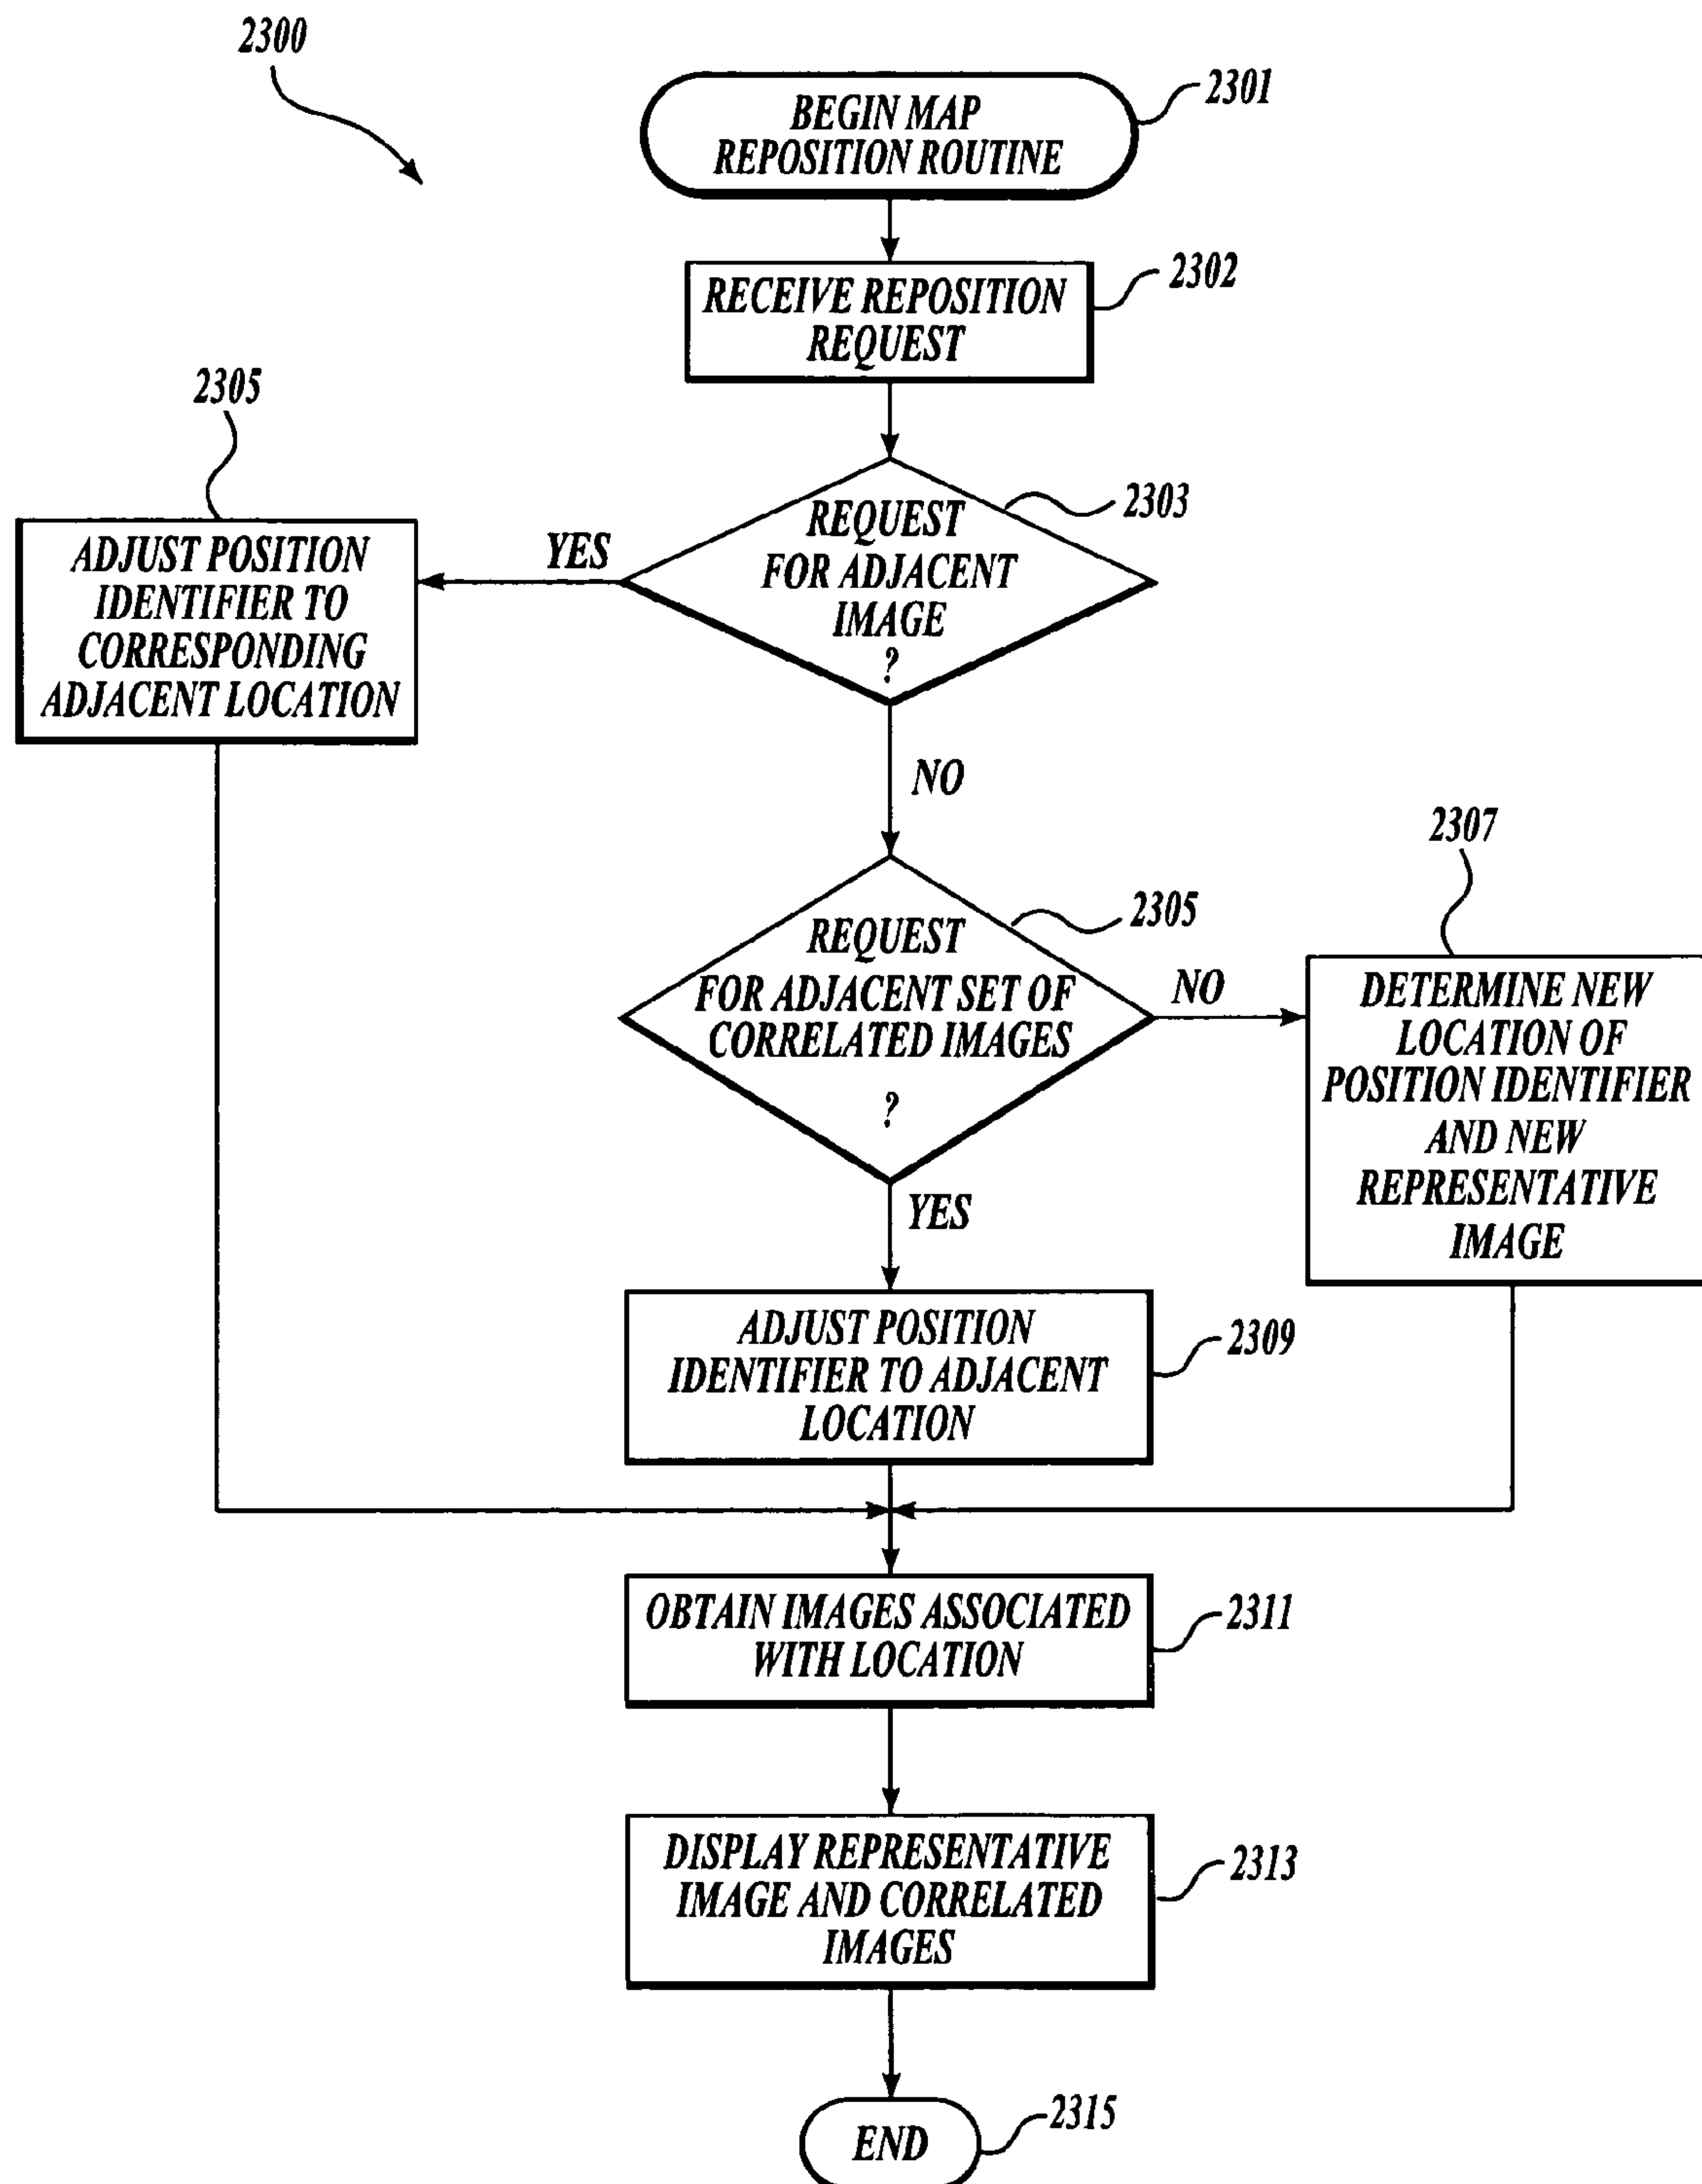 2300
BEGIN MAP
REPOSITION ROUTINE
2301
RECEIVE REPOSITION
REQUEST
2302
REQUEST
FOR ADJACENT
IMAGE
?
2303
YES
2305
ADJUST POSITION
IDENTIFIER TO
CORRESPONDING
ADJACENT LOCATION
NO
REQUEST
FOR ADJACENT SET OF
CORRELATED IMAGES
?
2305
NO
2307
DETERMINE NEW
LOCATION OF
POSITION IDENTIFIER
AND NEW
REPRESENTATIVE
IMAGE
YES
ADJUST POSITION
IDENTIFIER TO ADJACENT
LOCATION
2309
OBTAIN IMAGES ASSOCIATED
WITH LOCATION
2311
DISPLAY REPRESENTATIVE
IMAGE AND CORRELATED
IMAGES
2313
END
2315